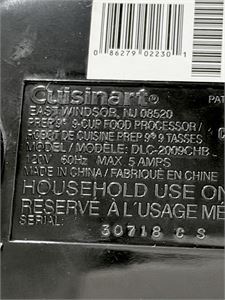 0 86279 02230 1
Cuisinart®
PAT
EAST WINDSOR, NJ 08520
PREP 9® 9-CUP FOOD PROCESSOR /
ROBOT DE CUISINE PREP 9® 9 TASSES
MODEL / MODÈLE: DLC-2009CHB
120V 60Hz MAX 5 AMPS
MADE IN CHINA / FABRIQUÉ EN CHINE
HOUSEHOLD USE ON
RESERVÉ À L'USAGE MÉ
SERIAL:
30718 C S